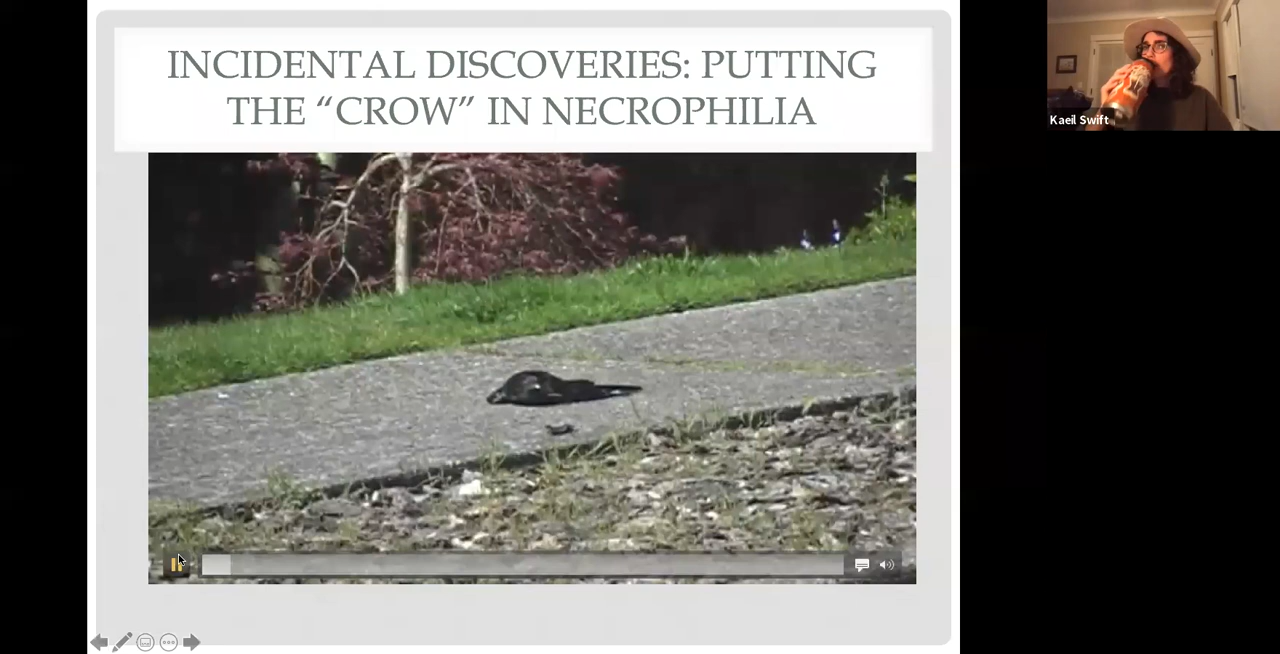 INCIDENTAL DISCOVERIES: PUTTING
THE “CROW” IN NECROPHILIA
Kaeil Swift